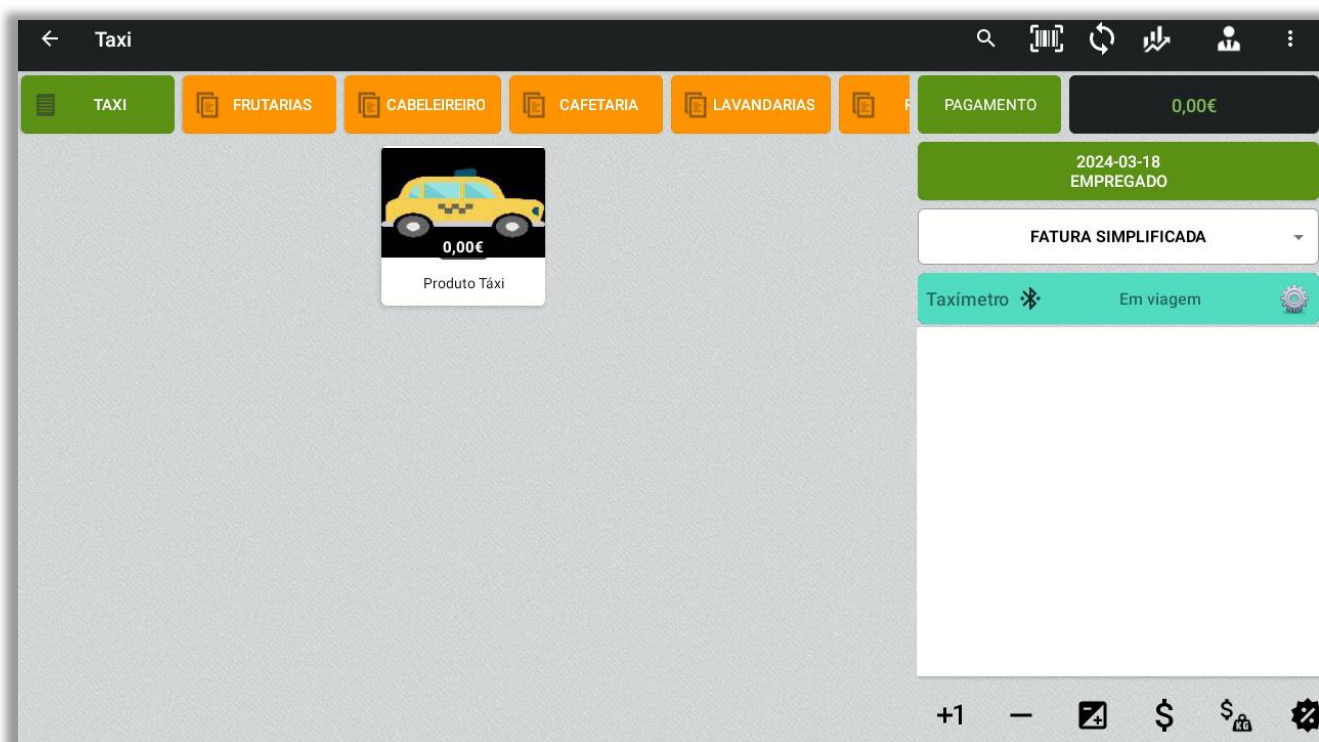 Taxi
TAXI
FRUTARIAS
CABELEIREIRO
CAFETARIA
LAVANDARIAS
PAGAMENTO
0,00€
2024-03-18
EMPREGADO
FATURA SIMPLIFICADA
Taxímetro
Em viagem
0,00€
Produto Táxi
+1
$
$
KG